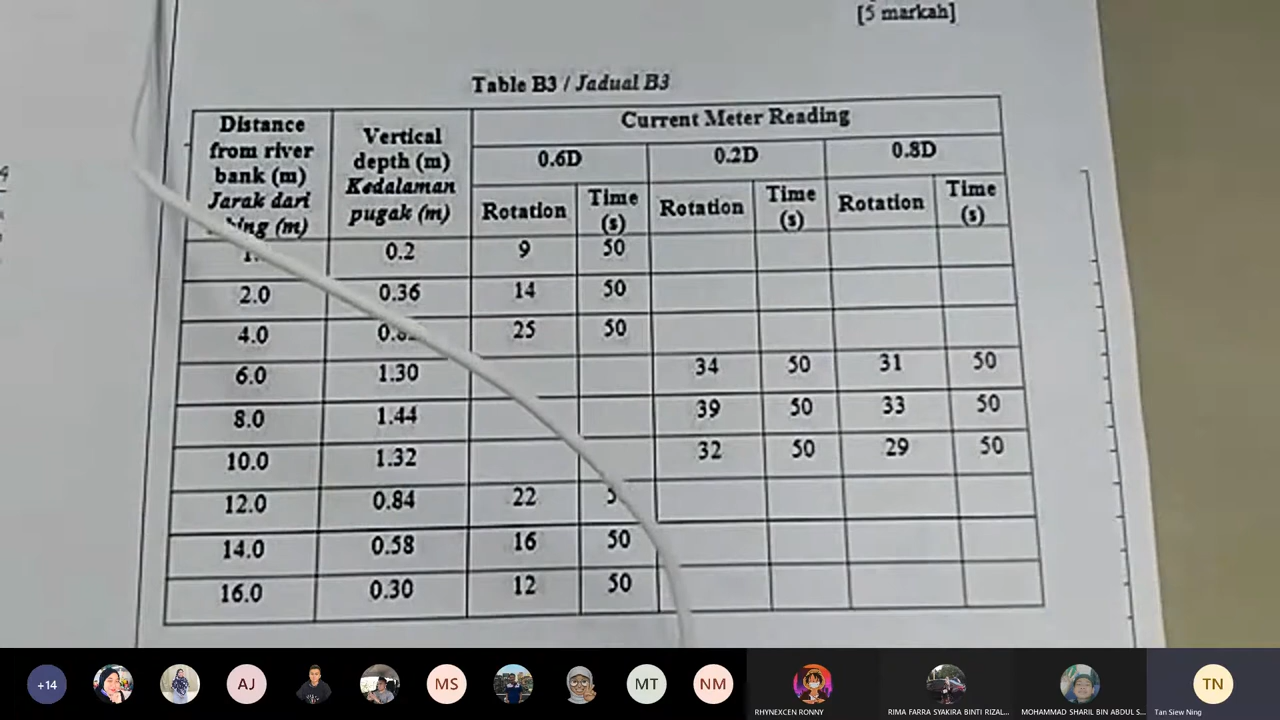 [5 markah]
Table B3 / Jadual B3
Distance from river bank (m) Jarak dari (m) | Vertical depth (m) Kedalaman pugak (m) | Current Meter Reading
0.6D | 0.2D | 0.8D
Rotation | Time (s) | Rotation | Time (s) | Rotation | Time (s)
0.2 | 9 | 50
2.0 | 0.36 | 14 | 50
4.0 | 25 | 50
6.0 | 1.30 | 34 | 50 | 31 | 50
8.0 | 1.44 | 39 | 50 | 33 | 50
10.0 | 1.32 | 32 | 50 | 29 | 50
12.0 | 0.84 | 22
14.0 | 0.58 | 16 | 50
16.0 | 0.30 | 12 | 50
+14 AJ MS MT NM TN
RHYNEXCEN RONNY RIMA FARRA SYAKIRA BINTI RIZAL... MOHAMMAD SHARIL BIN ABDUL S... Tan Siew Ning